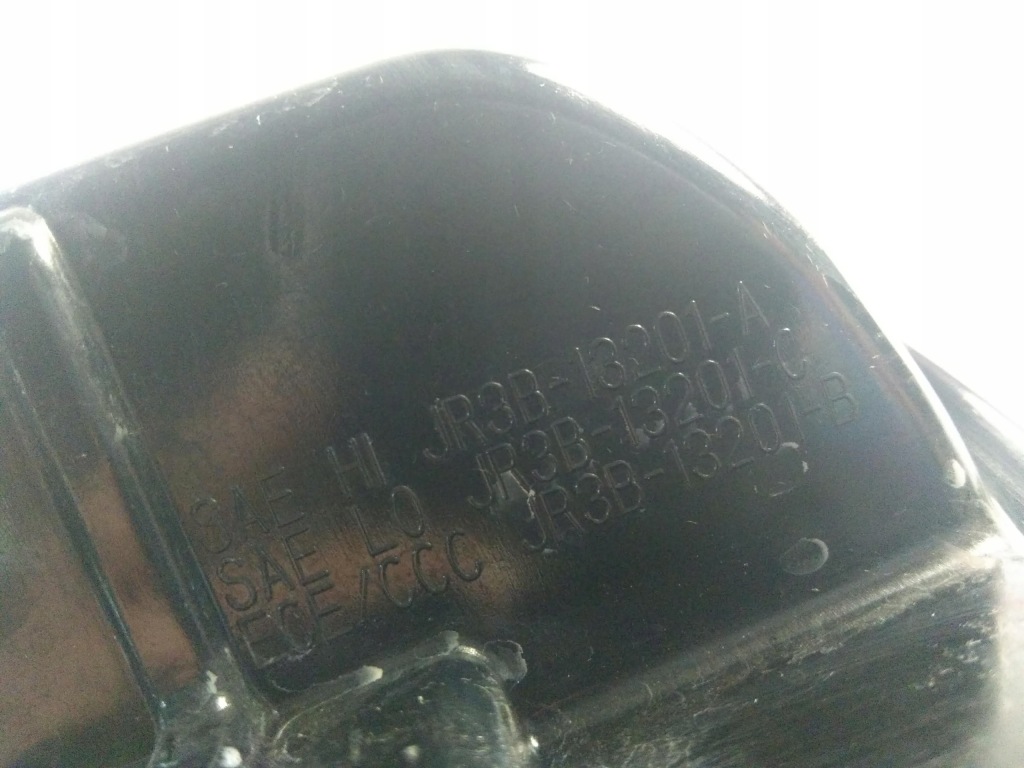 SAE HI JR3B-13201-A
SAE LO JR3B-13201-C
ECE/CCC JR3B-13201-B